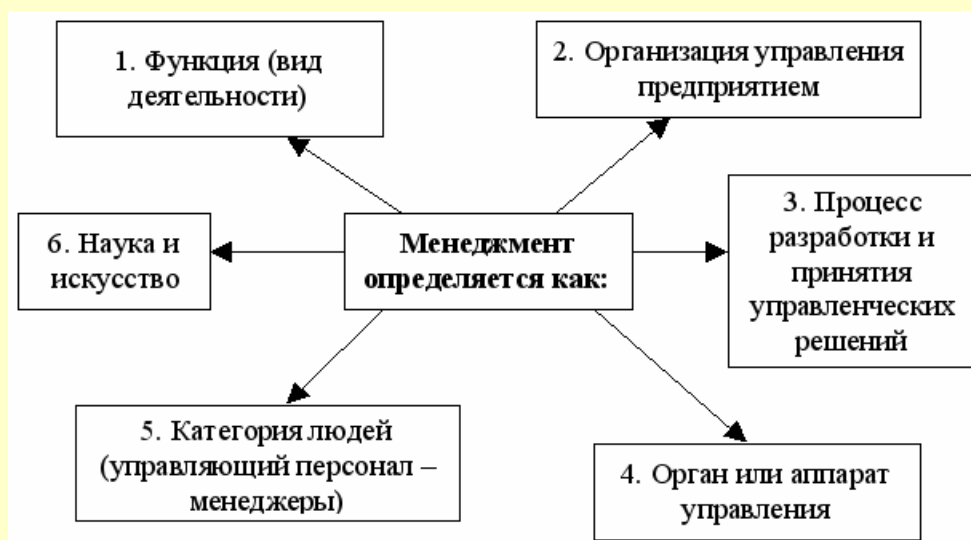 1. Функция (вид
деятельности)
2. Организация управления
предприятием
3. Процесс
разработки и
принятия
управленческих
решений
6. Наука и
искусство
Менеджмент
определяется как:
5. Категория людей
(управляющий персонал –
менеджеры)
4. Орган или аппарат
управления